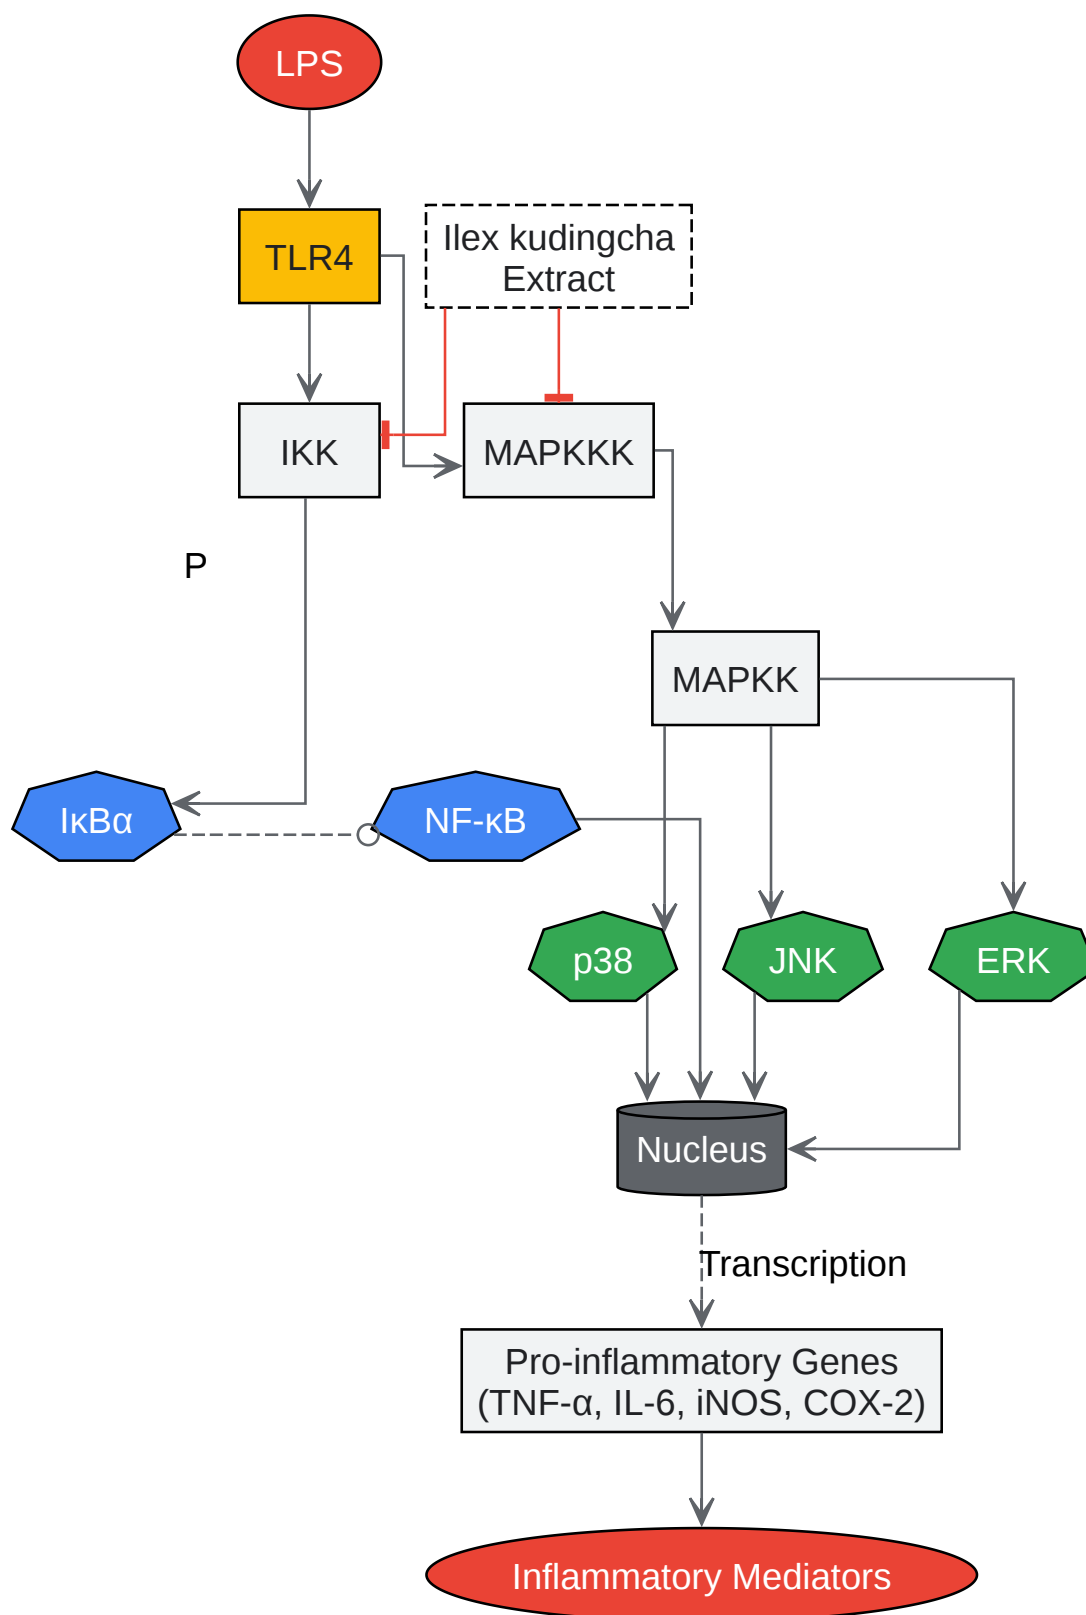 LPS
TLR4
Ilex kudingcha
Extract
IKK
MAPKKK
P
MAPKK
IκBα
NF-κB
p38
JNK
ERK
Nucleus
Transcription
Pro-inflammatory Genes
(TNF-α, IL-6, iNOS, COX-2)
Inflammatory Mediators